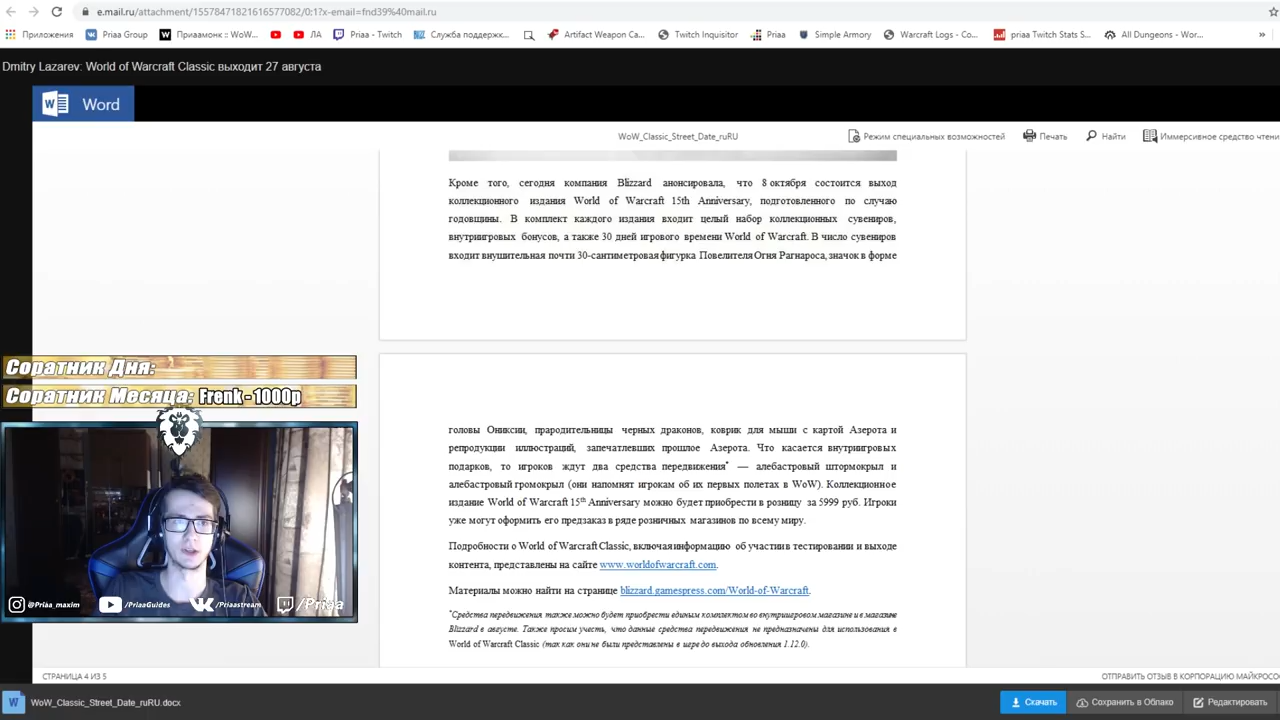 e.mail.ru/attachment/15578471821616577082/0:1?x-email=fnd39%40mail.ru
Приложения Priaa Group Приаамонк :: WoW... ЛА Priaa - Twitch Служба поддержк... Artifact Weapon Ca... Twitch Inquisitor Priaa Simple Armory Warcraft Logs - Co... priaa Twitch Stats S... All Dungeons - Wor... »
Dmitry Lazarev: World of Warcraft Classic выходит 27 августа
Word
WoW_Classic_Street_Date_ruRU Режим специальных возможностей Печать Найти Иммерсивное средство чтени
Кроме того, сегодня компания Blizzard анонсировала, что 8 октября состоится выход
коллекционного издания World of Warcraft 15th Anniversary, подготовленного по случаю
годовщины. В комплект каждого издания входит целый набор коллекционных сувениров,
внутриигровых бонусов, а также 30 дней игрового времени World of Warcraft. В число сувениров
входит внушительная почти 30-сантиметровая фигурка Повелителя Огня Рагнароса, значок в форме
Соратник Дня:
Соратник Месяца: Frenk - 1000р
головы Ониксии, прародительницы черных драконов, коврик для мыши с картой Азерота и
репродукции иллюстраций, запечатлевших прошлое Азерота. Что касается внутриигровых
подарков, то игроков ждут два средства передвижения* — алебастровый штормокрыл и
алебастровый громокрыл (они напомнят игрокам об их первых полетах в WoW). Коллекционное
издание World of Warcraft 15th Anniversary можно будет приобрести в розницу за 5999 руб. Игроки
уже могут оформить его предзаказ в ряде розничных магазинов по всему миру.
Подробности о World of Warcraft Classic, включая информацию об участии в тестировании и выходе
контента, представлены на сайте www.worldofwarcraft.com.
Материалы можно найти на странице blizzard.gamespress.com/World-of-Warcraft.
*Средства передвижения также можно будет приобрести единым комплектом во внутриигровом магазине и в магазине
Blizzard в августе. Также просим учесть, что данные средства передвижения не предназначены для использования в
World of Warcraft Classic (так как они не были представлены в игре до выхода обновления 1.12.0).
@Priaa_maxim /PriaaGuides /Priaastream /Priaa
СТРАНИЦА 4 ИЗ 5 ОТПРАВИТЬ ОТЗЫВ В КОРПОРАЦИЮ МАЙКРОСОФ
WoW_Classic_Street_Date_ruRU.docx Скачать Сохранить в Облако Редактировать